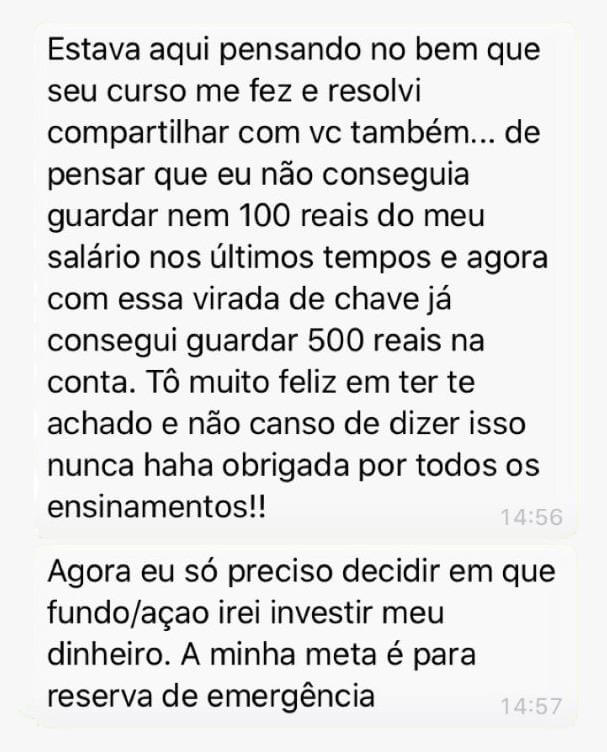 Estava aqui pensando no bem que
seu curso me fez e resolvi
compartilhar com vc também... de
pensar que eu não conseguia
guardar nem 100 reais do meu
salário nos últimos tempos e agora
com essa virada de chave já
consegui guardar 500 reais na
conta. Tô muito feliz em ter te
achado e não canso de dizer isso
nunca haha obrigada por todos os
ensinamentos!!
14:56
Agora eu só preciso decidir em que
fundo/açao irei investir meu
dinheiro. A minha meta é para
reserva de emergência
14:57